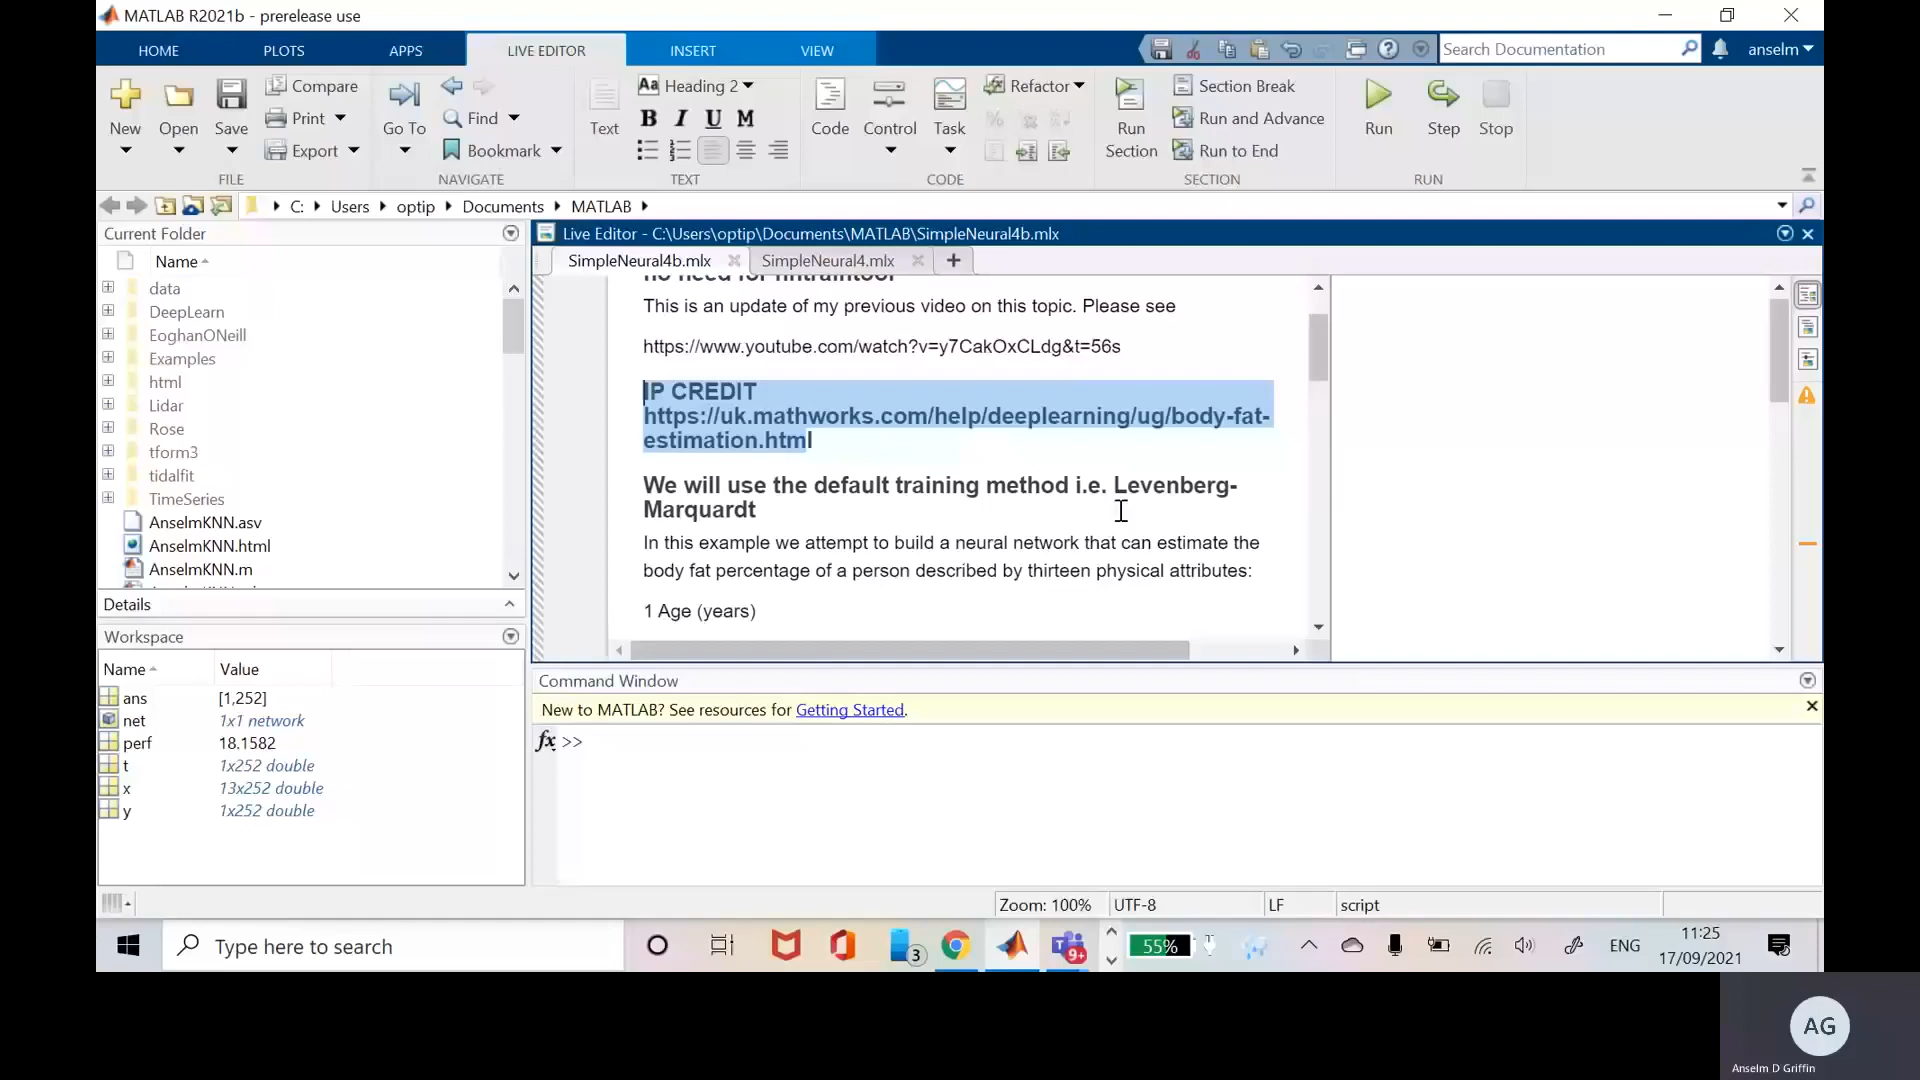 MATLAB R2021b - prerelease use
HOME PLOTS APPS LIVE EDITOR INSERT VIEW
Search Documentation
anselm
New Open Save
Compare
Print
Export
FILE
Go To
Find
Bookmark
NAVIGATE
Text
Aa Heading 2
B I U M
TEXT
Code Control Task
Refactor
CODE
Run Section
Section Break
Run and Advance
Run to End
SECTION
Run Step Stop
RUN
C: Users optip Documents MATLAB
Current Folder
Name
data
DeepLearn
EoghanONeill
Examples
html
Lidar
Rose
tform3
tidalfit
TimeSeries
AnselmKNN.asv
AnselmKNN.html
AnselmKNN.m
Details
Workspace
Name Value
ans [1,252]
net 1x1 network
perf 18.1582
t 1x252 double
x 13x252 double
y 1x252 double
Live Editor - C:\Users\optip\Documents\MATLAB\SimpleNeural4b.mlx
SimpleNeural4b.mlx SimpleNeural4.mlx +
no need for nntraintool
This is an update of my previous video on this topic. Please see
https://www.youtube.com/watch?v=y7CakOxCLdg&t=56s
IP CREDIT
https://uk.mathworks.com/help/deeplearning/ug/body-fat-
estimation.html
We will use the default training method i.e. Levenberg-
Marquardt
In this example we attempt to build a neural network that can estimate the
body fat percentage of a person described by thirteen physical attributes:
1 Age (years)
Command Window
New to MATLAB? See resources for Getting Started.
fx >>
Zoom: 100% UTF-8 LF script
Type here to search
3
9+
55%
ENG
11:25
17/09/2021
AG
Anselm D Griffin